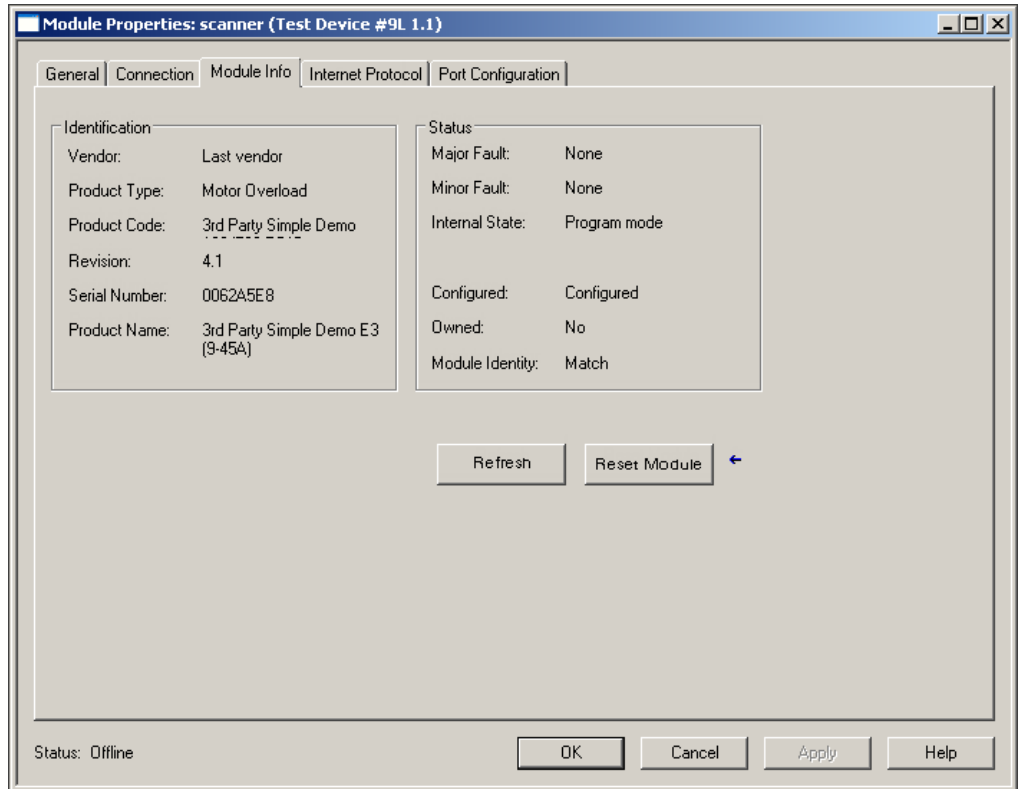 Module Properties: scanner (Test Device #9L 1.1)
General Connection Module Info Internet Protocol Port Configuration
Identification
Vendor: Last vendor
Product Type: Motor Overload
Product Code: 3rd Party Simple Demo
Revision: 4.1
Serial Number: 0062A5E8
Product Name: 3rd Party Simple Demo E3
(9-45A)
Status
Major Fault: None
Minor Fault: None
Internal State: Program mode
Configured: Configured
Owned: No
Module Identity: Match
Refresh Reset Module ←
Status: Offline OK Cancel Apply Help